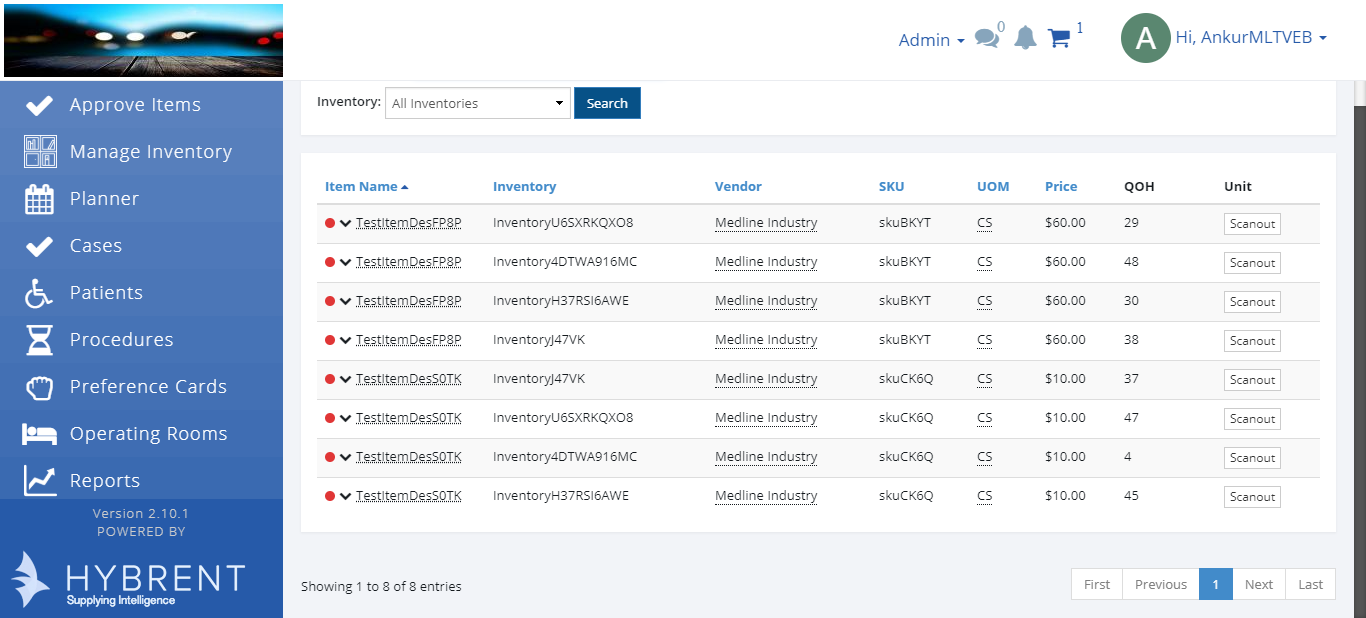 Admin 0 1 A Hi, AnkurMLTVEB
Approve Items
Manage Inventory
Planner
Cases
Patients
Procedures
Preference Cards
Operating Rooms
Reports
Version 2.10.1
POWERED BY
HYBRENT
Supplying Intelligence
Inventory: All Inventories Search
Item Name Inventory Vendor SKU UOM Price QOH Unit
TestItemDesFP8P InventoryU6SXRKQXO8 Medline Industry skuBKYT CS $60.00 29 Scanout
TestItemDesFP8P Inventory4DTWA916MC Medline Industry skuBKYT CS $60.00 48 Scanout
TestItemDesFP8P InventoryH37RSI6AWE Medline Industry skuBKYT CS $60.00 30 Scanout
TestItemDesFP8P InventoryJ47VK Medline Industry skuBKYT CS $60.00 38 Scanout
TestItemDesS0TK InventoryJ47VK Medline Industry skuCK6Q CS $10.00 37 Scanout
TestItemDesS0TK InventoryU6SXRKQXO8 Medline Industry skuCK6Q CS $10.00 47 Scanout
TestItemDesS0TK Inventory4DTWA916MC Medline Industry skuCK6Q CS $10.00 4 Scanout
TestItemDesS0TK InventoryH37RSI6AWE Medline Industry skuCK6Q CS $10.00 45 Scanout
Showing 1 to 8 of 8 entries
First Previous 1 Next Last